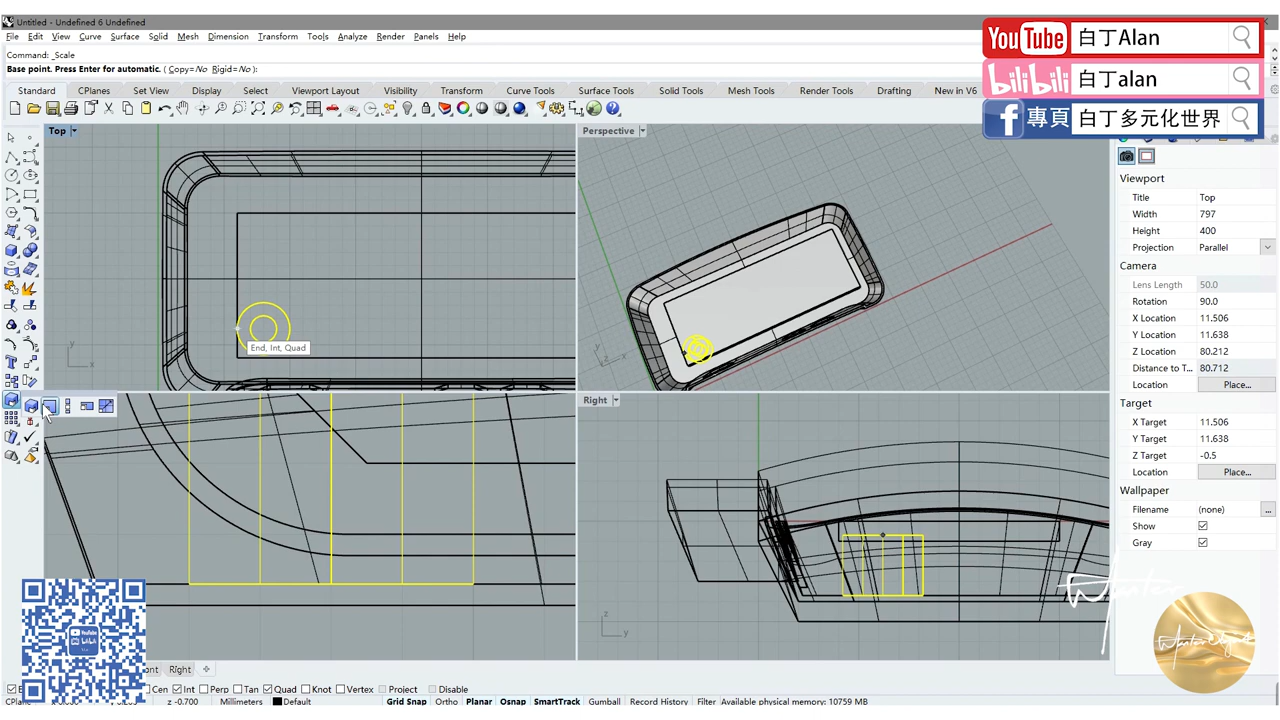 Untitled - Undefined 6 Undefined
File Edit View Curve Surface Solid Mesh Dimension Transform Tools Analyze Render Panels Help
YouTube 白丁Alan
Command: _Scale
Base point. Press Enter for automatic. ( Copy=No Rigid=No ):
bilibili 白丁alan
Standard CPlanes Set View Display Select Viewport Layout Visibility Transform Curve Tools Surface Tools Solid Tools Mesh Tools Render Tools Drafting New in V6
f 專頁 白丁多元化世界
Top
Perspective
End, Int, Quad
y
x
z
y
x
Right
z
y
Viewport
Title Top
Width 797
Height 400
Projection Parallel
Camera
Lens Length 50.0
Rotation 90.0
X Location 11.506
Y Location 11.638
Z Location 80.212
Distance to T... 80.712
Location Place...
Target
X Target 11.506
Y Target 11.638
Z Target -0.5
Location Place...
Wallpaper
Filename (none) ...
Show
Gray
Right
Cen Int Perp Tan Quad Knot Vertex Project Disable
z -0.700 Millimeters Default Grid Snap Ortho Planar Osnap SmartTrack Gumball Record History Filter Available physical memory: 10759 MB